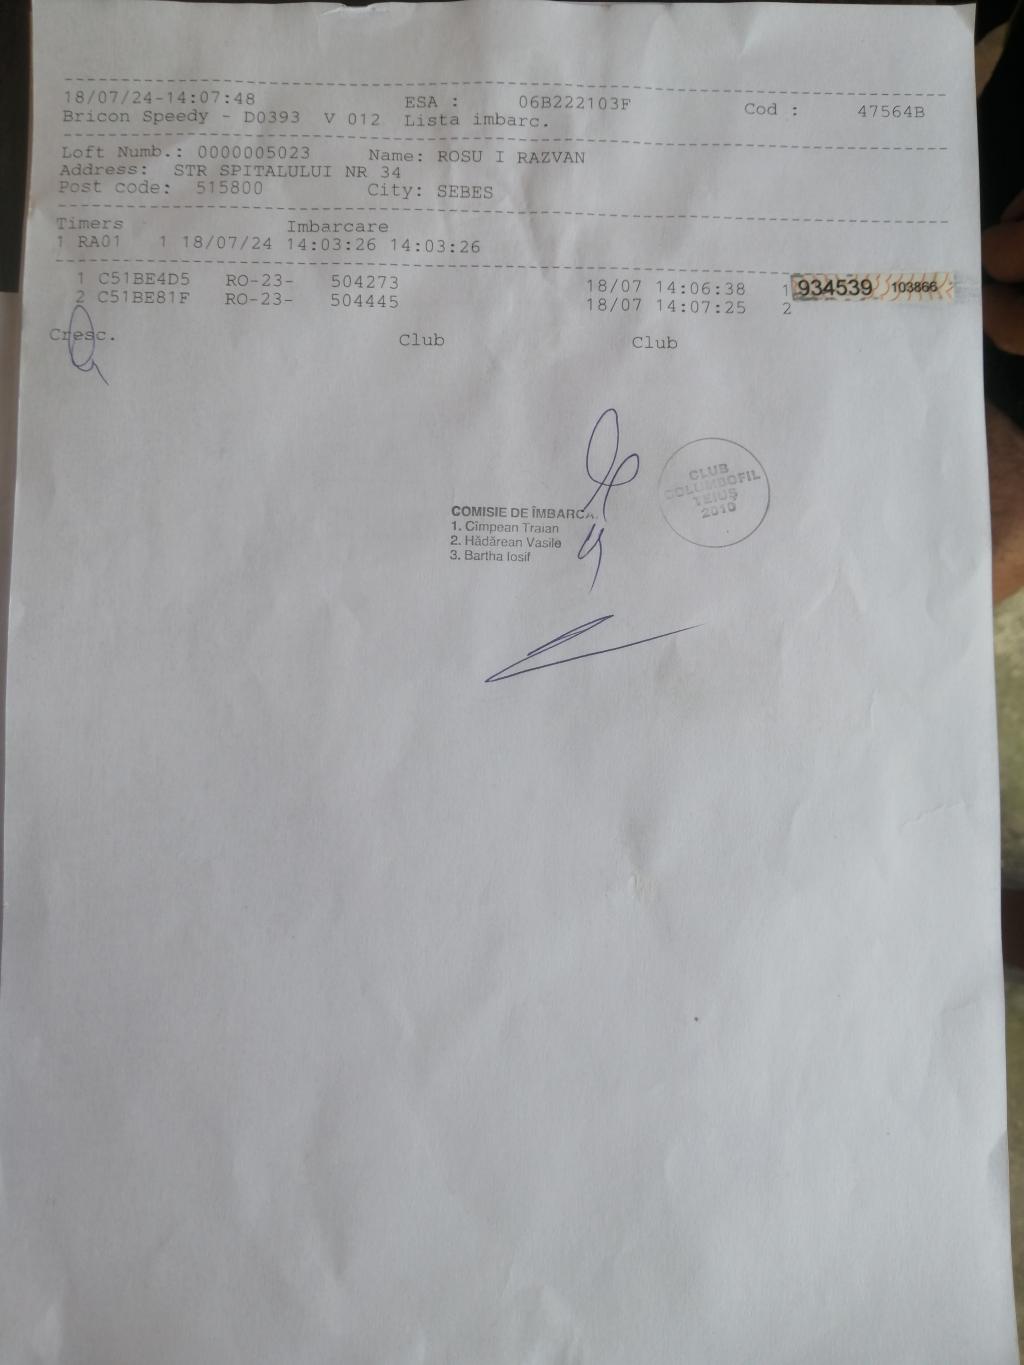 18/07/24-14:07:48 ESA : 06B222103F Cod : 47564B
Bricon Speedy - D0393 V 012 Lista imbarc.
Loft Numb.: 0000005023 Name: ROSU I RAZVAN
Address: STR SPITALULUI NR 34
Post code: 515800 City: SEBES
Timers Imbarcare
1 RA01 1 18/07/24 14:03:26 14:03:26
1 C51BE4D5 RO-23- 504273 18/07 14:06:38 1 934539 103866
2 C51BE81F RO-23- 504445 18/07 14:07:25 2
Cresc. Club Club
COMISIE DE ÎMBARCA
1. Cîmpean Traian
2. Hădărean Vasile
3. Bartha Iosif
CLUB
COLUMBOFIL
TEIUȘ
2010